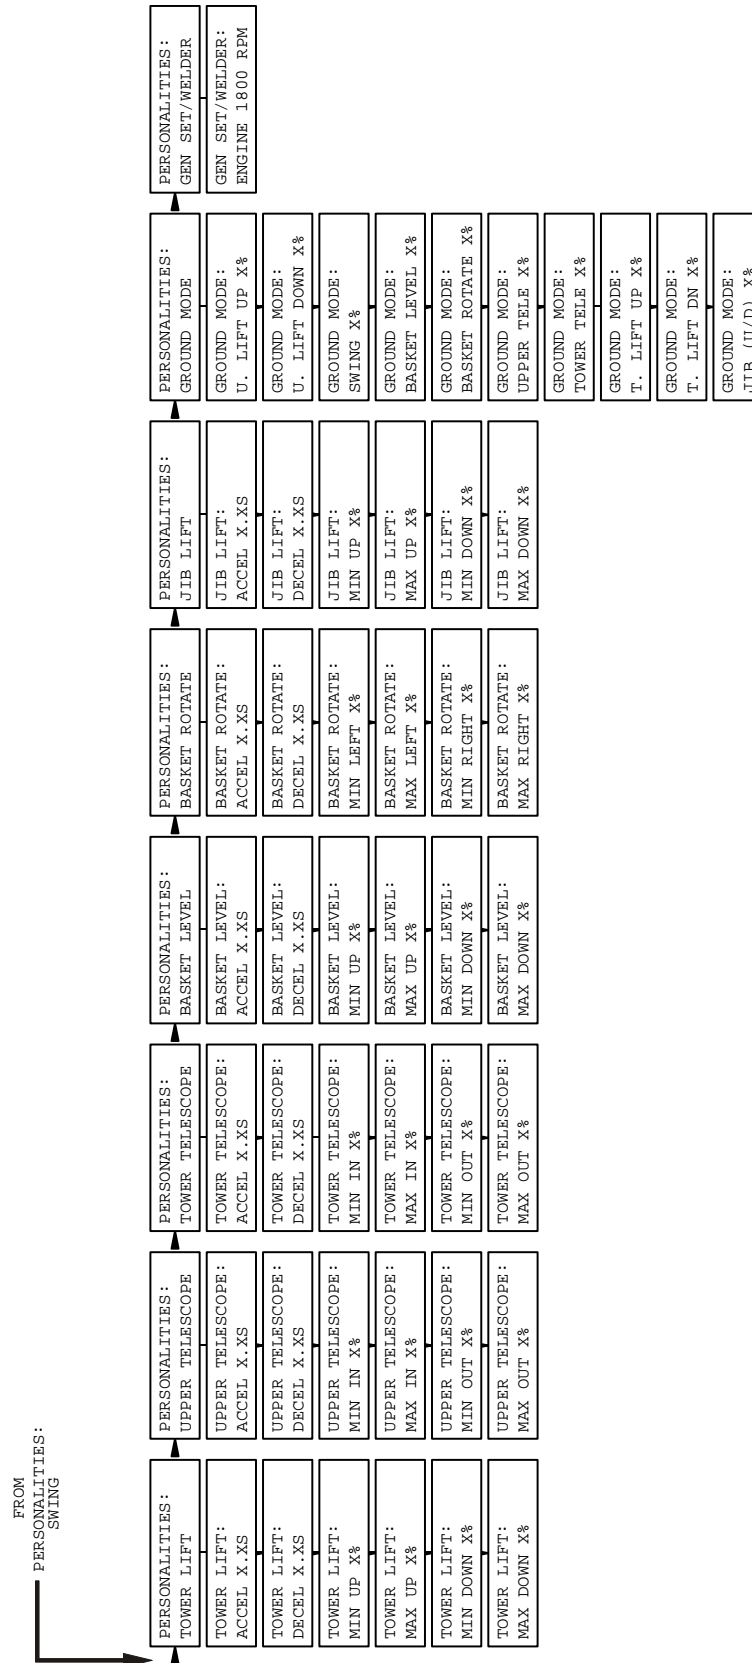 FROM
PERSONALITIES:
SWING
PERSONALITIES:
TOWER LIFT
TOWER LIFT:
ACCEL X.XS
TOWER LIFT:
DECEL X.XS
TOWER LIFT:
MIN UP X%
TOWER LIFT:
MAX UP X%
TOWER LIFT:
MIN DOWN X%
TOWER LIFT:
MAX DOWN X%
PERSONALITIES:
UPPER TELESCOPE
UPPER TELESCOPE:
ACCEL X.XS
UPPER TELESCOPE:
DECEL X.XS
UPPER TELESCOPE:
MIN IN X%
UPPER TELESCOPE:
MAX IN X%
UPPER TELESCOPE:
MIN OUT X%
UPPER TELESCOPE:
MAX OUT X%
PERSONALITIES:
TOWER TELESCOPE
TOWER TELESCOPE:
ACCEL X.XS
TOWER TELESCOPE:
DECEL X.XS
TOWER TELESCOPE:
MIN IN X%
TOWER TELESCOPE:
MAX IN X%
TOWER TELESCOPE:
MIN OUT X%
TOWER TELESCOPE:
MAX OUT X%
PERSONALITIES:
BASKET LEVEL
BASKET LEVEL:
ACCEL X.XS
BASKET LEVEL:
DECEL X.XS
BASKET LEVEL:
MIN UP X%
BASKET LEVEL:
MAX UP X%
BASKET LEVEL:
MIN DOWN X%
BASKET LEVEL:
MAX DOWN X%
PERSONALITIES:
BASKET ROTATE
BASKET ROTATE:
ACCEL X.XS
BASKET ROTATE:
DECEL X.XS
BASKET ROTATE:
MIN LEFT X%
BASKET ROTATE:
MAX LEFT X%
BASKET ROTATE:
MIN RIGHT X%
BASKET ROTATE:
MAX RIGHT X%
PERSONALITIES:
JIB LIFT
JIB LIFT:
ACCEL X.XS
JIB LIFT:
DECEL X.XS
JIB LIFT:
MIN UP X%
JIB LIFT:
MAX UP X%
JIB LIFT:
MIN DOWN X%
JIB LIFT:
MAX DOWN X%
PERSONALITIES:
GROUND MODE
GROUND MODE:
U. LIFT UP X%
GROUND MODE:
U. LIFT DOWN X%
GROUND MODE:
SWING X%
GROUND MODE:
BASKET LEVEL X%
GROUND MODE:
BASKET ROTATE X%
GROUND MODE:
UPPER TELE X%
GROUND MODE:
TOWER TELE X%
GROUND MODE:
T. LIFT UP X%
GROUND MODE:
T. LIFT DN X%
GROUND MODE:
JIB (U/D) X%
PERSONALITIES:
GEN SET/WELDER
GEN SET/WELDER:
ENGINE 1800 RPM